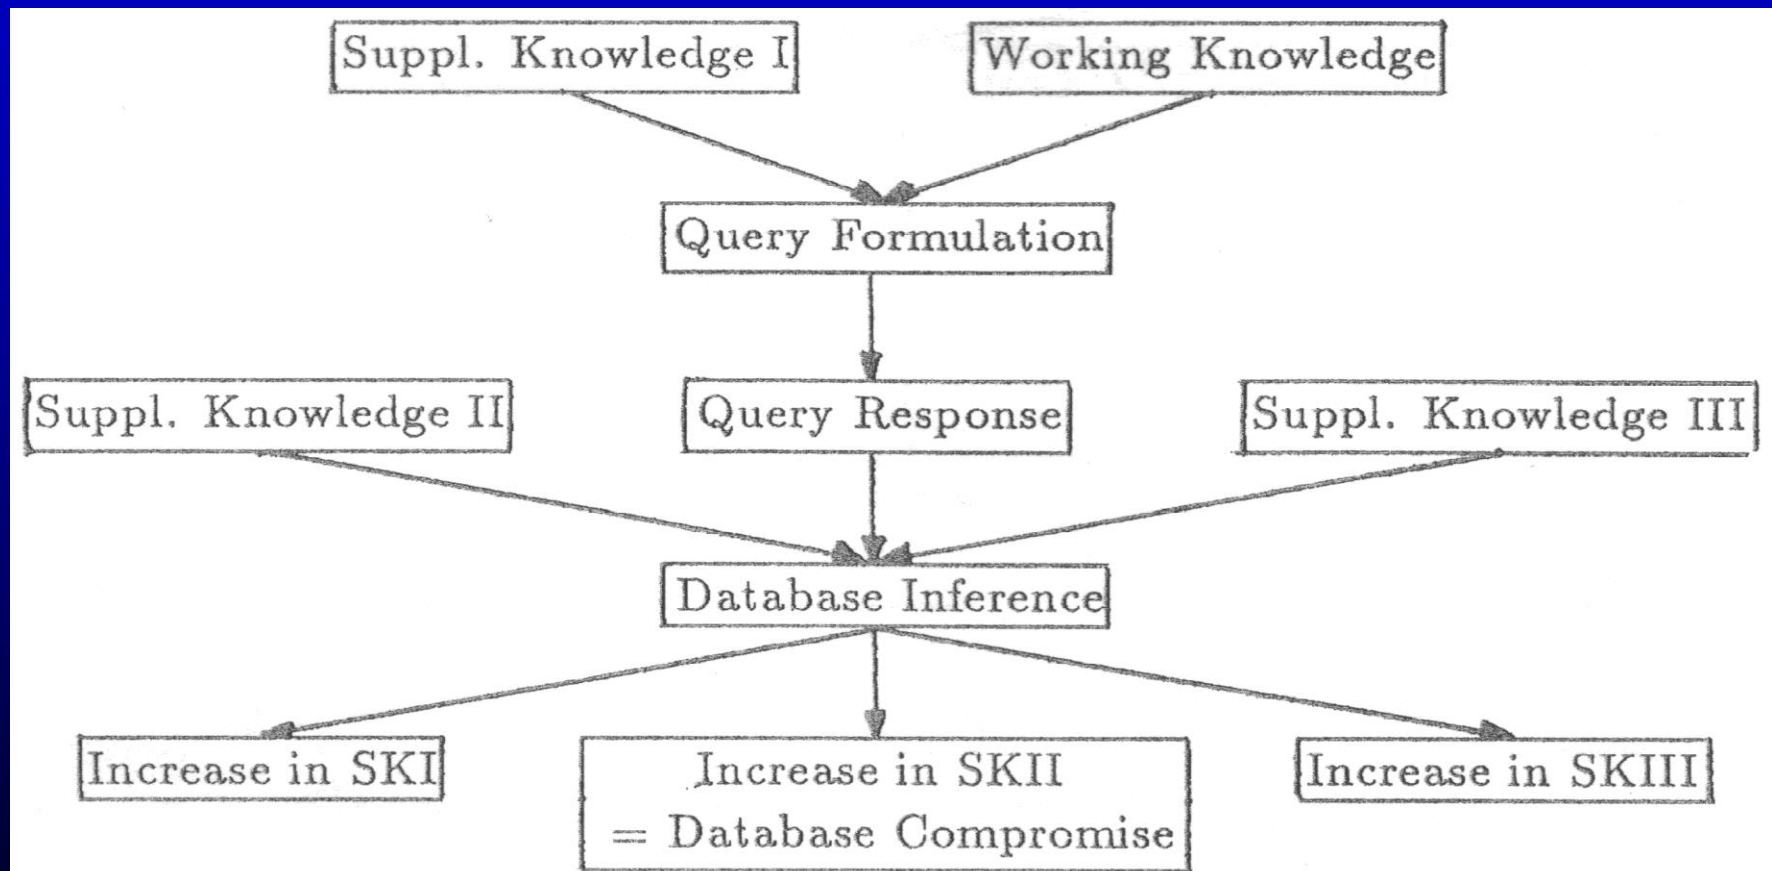 Suppl. Knowledge I
Working Knowledge
Query Formulation
Suppl. Knowledge II
Query Response
Suppl. Knowledge III
Database Inference
Increase in SKI
Increase in SKII
= Database Compromise
Increase in SKIII